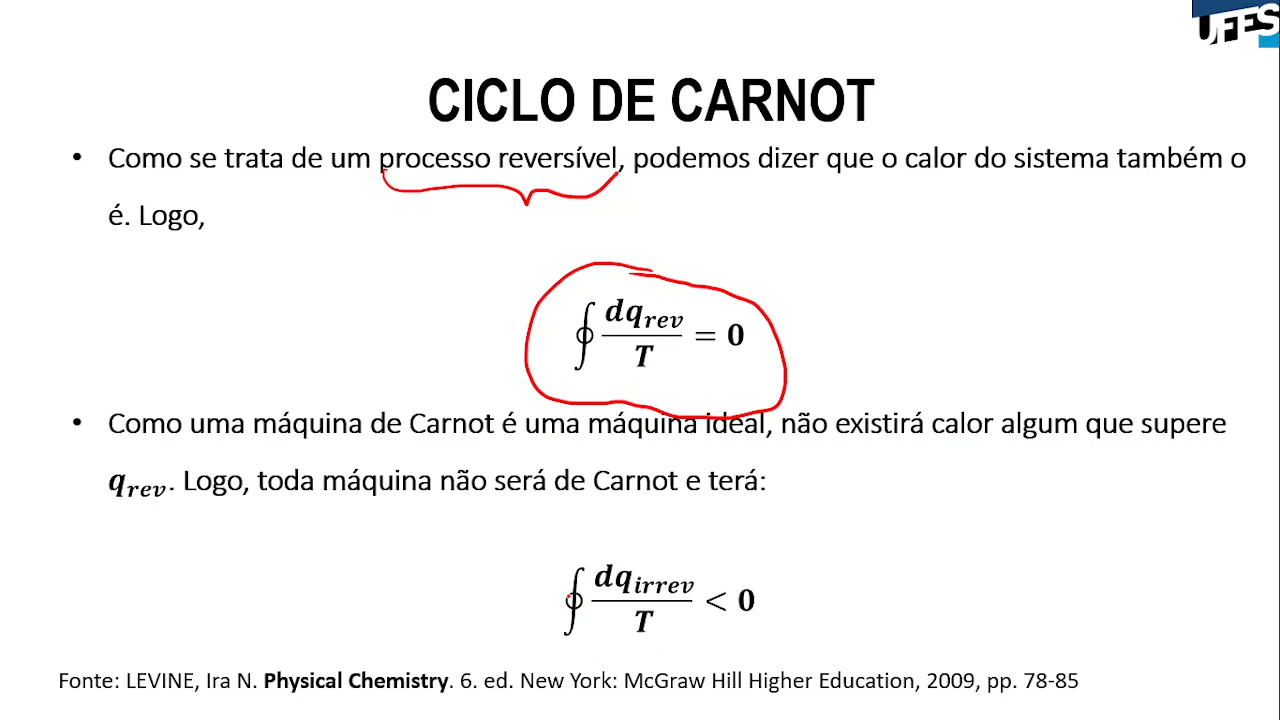 UFES
CICLO DE CARNOT
• Como se trata de um processo reversível, podemos dizer que o calor do sistema também o
é. Logo,
∮ dq_rev / T = 0
• Como uma máquina de Carnot é uma máquina ideal, não existirá calor algum que supere
q_rev. Logo, toda máquina não será de Carnot e terá:
∮ dq_irrev / T < 0
Fonte: LEVINE, Ira N. Physical Chemistry. 6. ed. New York: McGraw Hill Higher Education, 2009, pp. 78-85